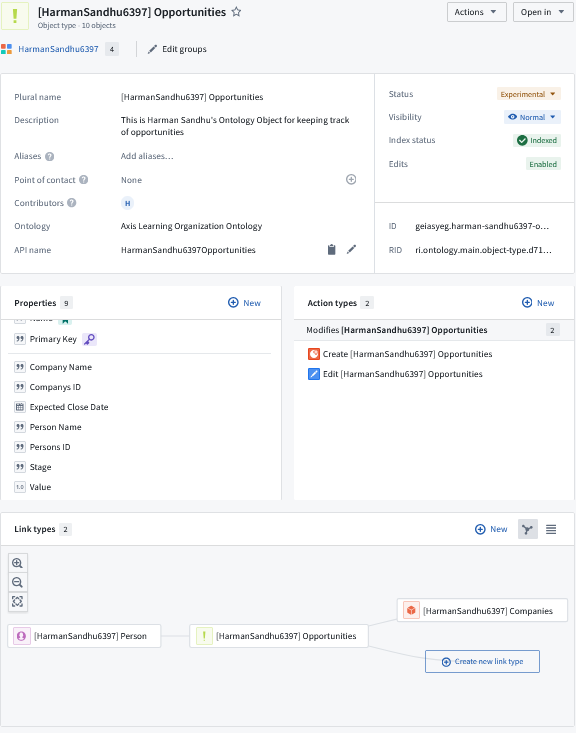 [HarmanSandhu6397] Opportunities
Object type · 10 objects
Actions
Open in
HarmanSandhu6397 4
Edit groups
Plural name [HarmanSandhu6397] Opportunities
Description This is Harman Sandhu's Ontology Object for keeping track
of opportunities
Aliases ? Add aliases...
Point of contact ? None
Contributors ? H
Ontology Axis Learning Organization Ontology
API name HarmanSandhu6397Opportunities
Status Experimental
Visibility Normal
Index status Indexed
Edits Enabled
ID geiasyeg.harman-sandhu6397-o...
RID ri.ontology.main.object-type.d71...
Properties 9 New
Name
Primary Key
Company Name
Companys ID
Expected Close Date
Person Name
Persons ID
Stage
1.0 Value
Action types 2 New
Modifies [HarmanSandhu6397] Opportunities 2
Create [HarmanSandhu6397] Opportunities
Edit [HarmanSandhu6397] Opportunities
Link types 2 New
[HarmanSandhu6397] Companies
[HarmanSandhu6397] Person
[HarmanSandhu6397] Opportunities
Create new link type